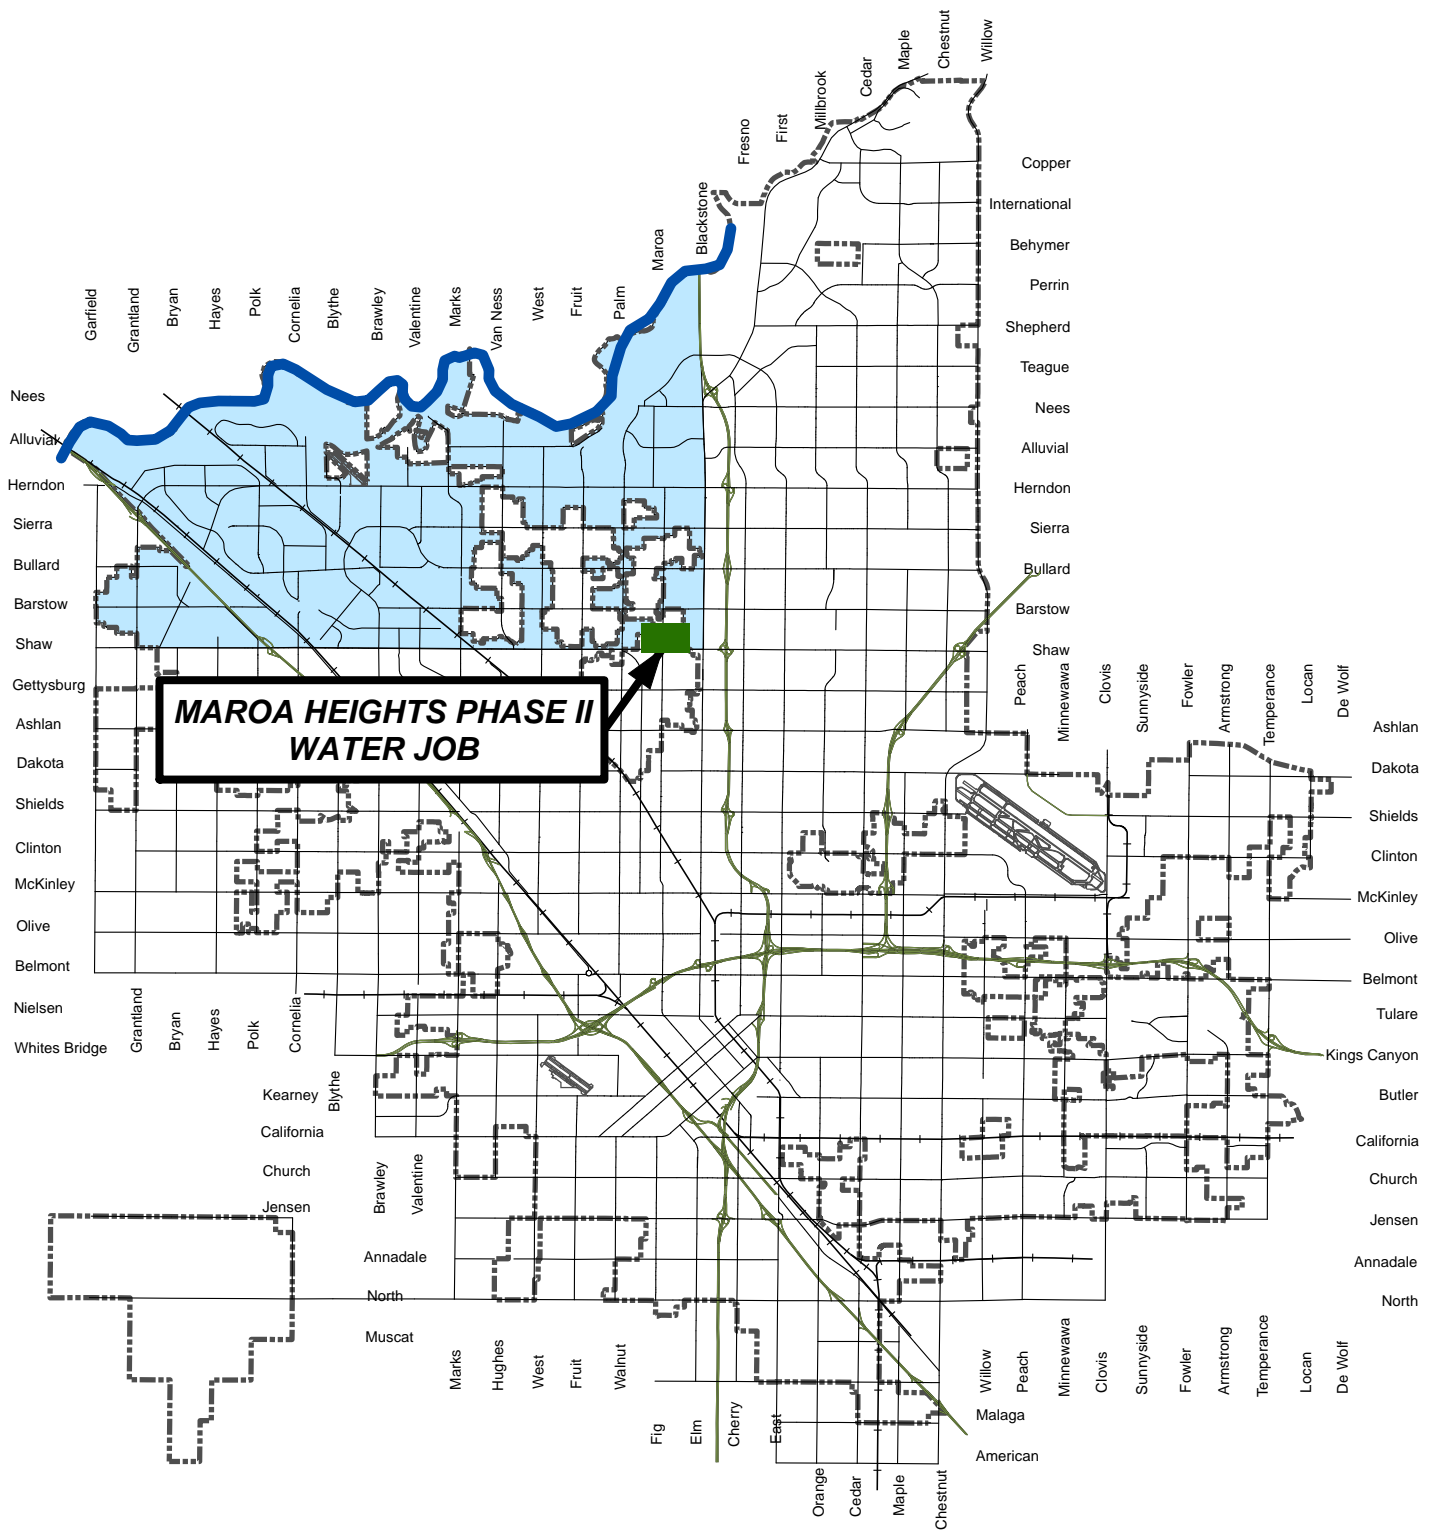 Willow
Chestnut
Maple
Cedar
Millbrook
First
Fresno
Blackstone
Maroa
Palm
Fruit
West
Van Ness
Marks
Valentine
Brawley
Blythe
Cornelia
Polk
Hayes
Bryan
Grantland
Garfield
Copper
International
Behymer
Perrin
Shepherd
Teague
Nees
Alluvial
Herndon
Sierra
Bullard
Barstow
Shaw
Nees
Alluvial
Herndon
Sierra
Bullard
Barstow
Shaw
Gettysburg
Ashlan
Dakota
Shields
Clinton
McKinley
Olive
Belmont
Nielsen
Whites Bridge
MAROA HEIGHTS PHASE II
WATER JOB
Peach
Minnewawa
Clovis
Sunnyside
Fowler
Armstrong
Temperance
Locan
De Wolf
Ashlan
Dakota
Shields
Clinton
McKinley
Olive
Belmont
Tulare
Kings Canyon
Butler
California
Church
Jensen
Annadale
North
Grantland
Bryan
Hayes
Polk
Cornelia
Blythe
Kearney
California
Church
Jensen
Brawley
Valentine
Annadale
North
Muscat
Marks
Hughes
West
Fruit
Walnut
Fig
Elm
Cherry
East
Orange
Cedar
Maple
Chestnut
Willow
Peach
Minnewawa
Clovis
Sunnyside
Fowler
Armstrong
Temperance
Locan
De Wolf
Malaga
American